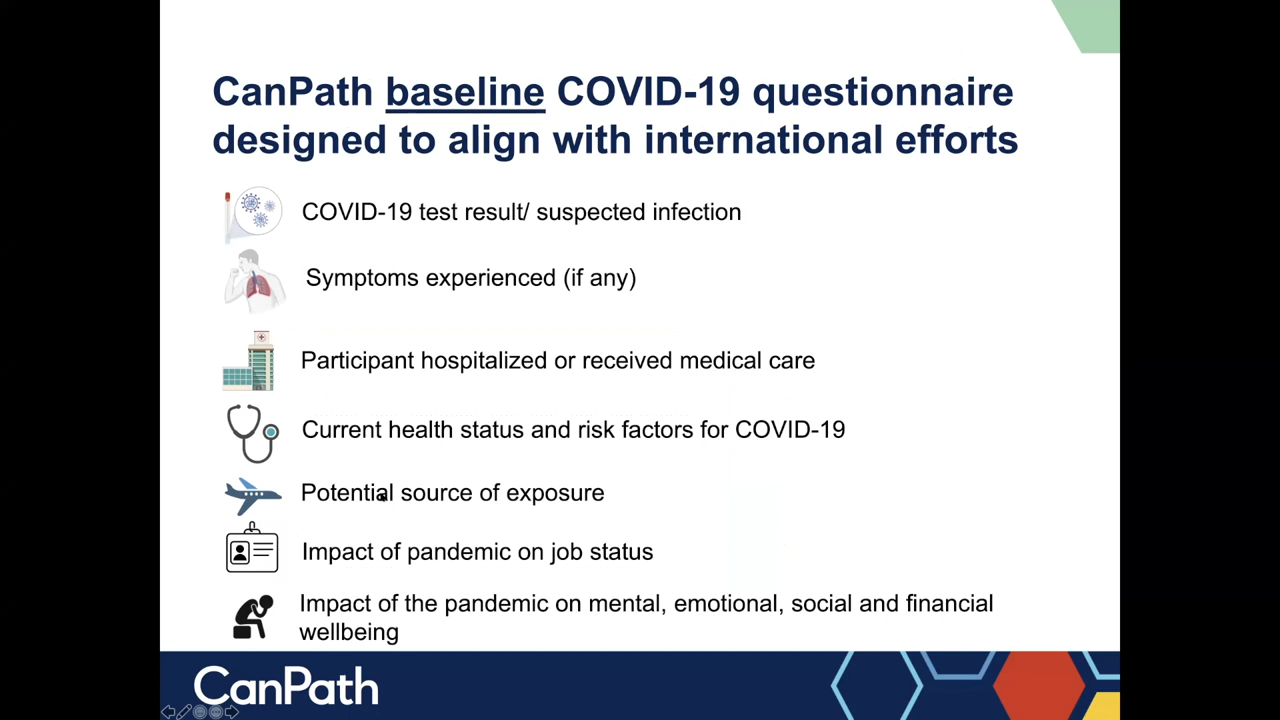 CanPath baseline COVID-19 questionnaire
designed to align with international efforts
COVID-19 test result/ suspected infection
Symptoms experienced (if any)
Participant hospitalized or received medical care
Current health status and risk factors for COVID-19
Potential source of exposure
Impact of pandemic on job status
Impact of the pandemic on mental, emotional, social and financial
wellbeing
CanPath